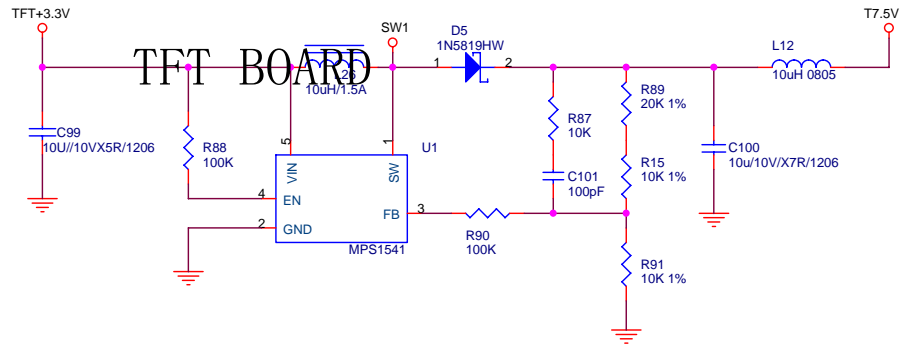 TFT+3.3V
SW1
T7.5V
D5
1N5819HW
L12
10uH 0805
TFT BOARD
L26
10uH/1.5A
1
2
C99
10U//10VX5R/1206
R88
100K
5
VIN
1
SW
U1
R87
10K
R89
20K 1%
C100
10u/10V/X7R/1206
C101
100pF
R15
10K 1%
4
EN
2
GND
FB
3
R90
100K
MPS1541
R91
10K 1%